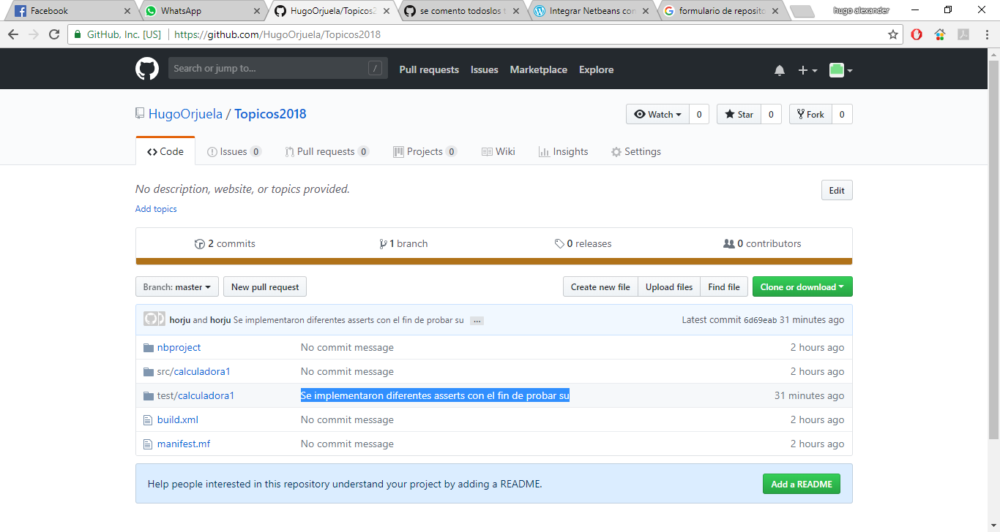 Facebook
WhatsApp
HugoOrjuela/Topicos2
se comento todoslos t
Integrar Netbeans con
formulario de reposito
hugo alexander
GitHub, Inc. [US] https://github.com/HugoOrjuela/Topicos2018
Search or jump to... /
Pull requests Issues Marketplace Explore
HugoOrjuela / Topicos2018
Watch 0 Star 0 Fork 0
Code Issues 0 Pull requests 0 Projects 0 Wiki Insights Settings
No description, website, or topics provided.
Edit
Add topics
2 commits 1 branch 0 releases 0 contributors
Branch: master New pull request Create new file Upload files Find file Clone or download
horju and horju Se implementaron diferentes asserts con el fin de probar su ... Latest commit 6d69eab 31 minutes ago
nbproject No commit message 2 hours ago
src/calculadora1 No commit message 2 hours ago
test/calculadora1 Se implementaron diferentes asserts con el fin de probar su 31 minutes ago
build.xml No commit message 2 hours ago
manifest.mf No commit message 2 hours ago
Help people interested in this repository understand your project by adding a README. Add a README